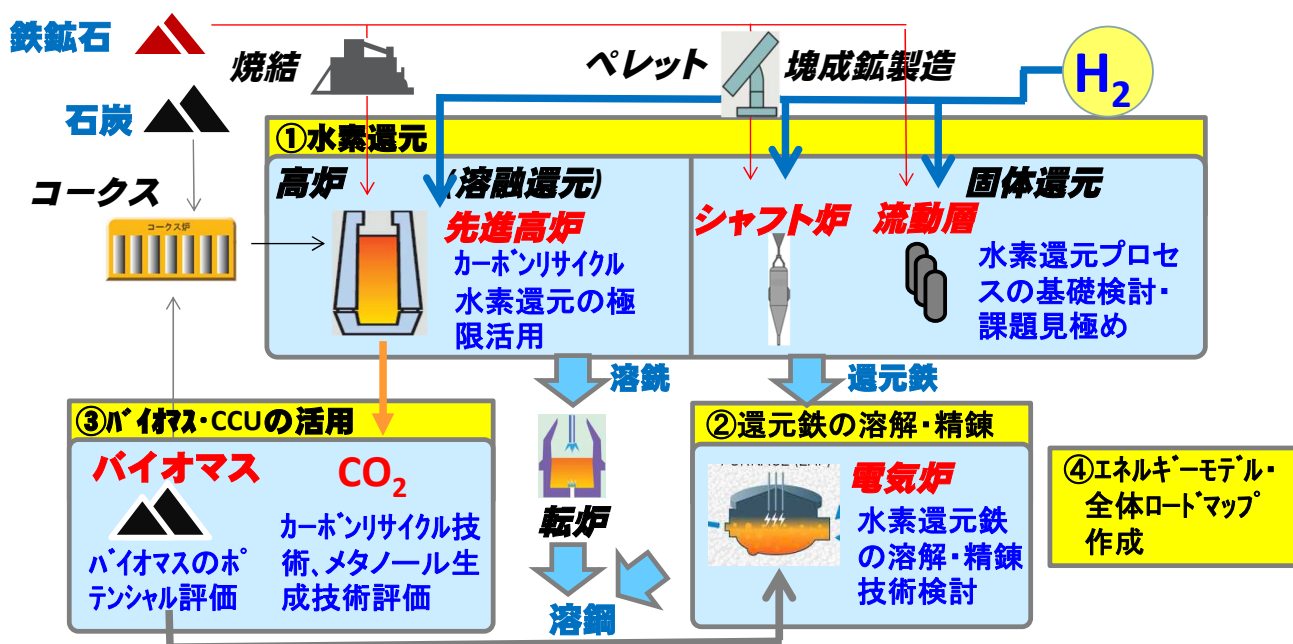 鉄鉱石
焼結
ペレット
塊成鉱製造
H2
石炭
①水素還元
高炉
(溶融還元)
固体還元
コークス
コークス炉
先進高炉
カーボンリサイクル
水素還元の極
限活用
シャフト炉
流動層
水素還元プロセ
スの基礎検討・
課題見極め
溶銑
還元鉄
③バイオマス・CCUの活用
バイオマス
バイオマスのポ
テンシャル評価
CO2
カーボンリサイクル技
術、メタノール生
成技術評価
転炉
溶鋼
②還元鉄の溶解・精錬
電気炉
水素還元鉄
の溶解・精錬
技術検討
④エネルギーモデル・
全体ロードマップ
作成